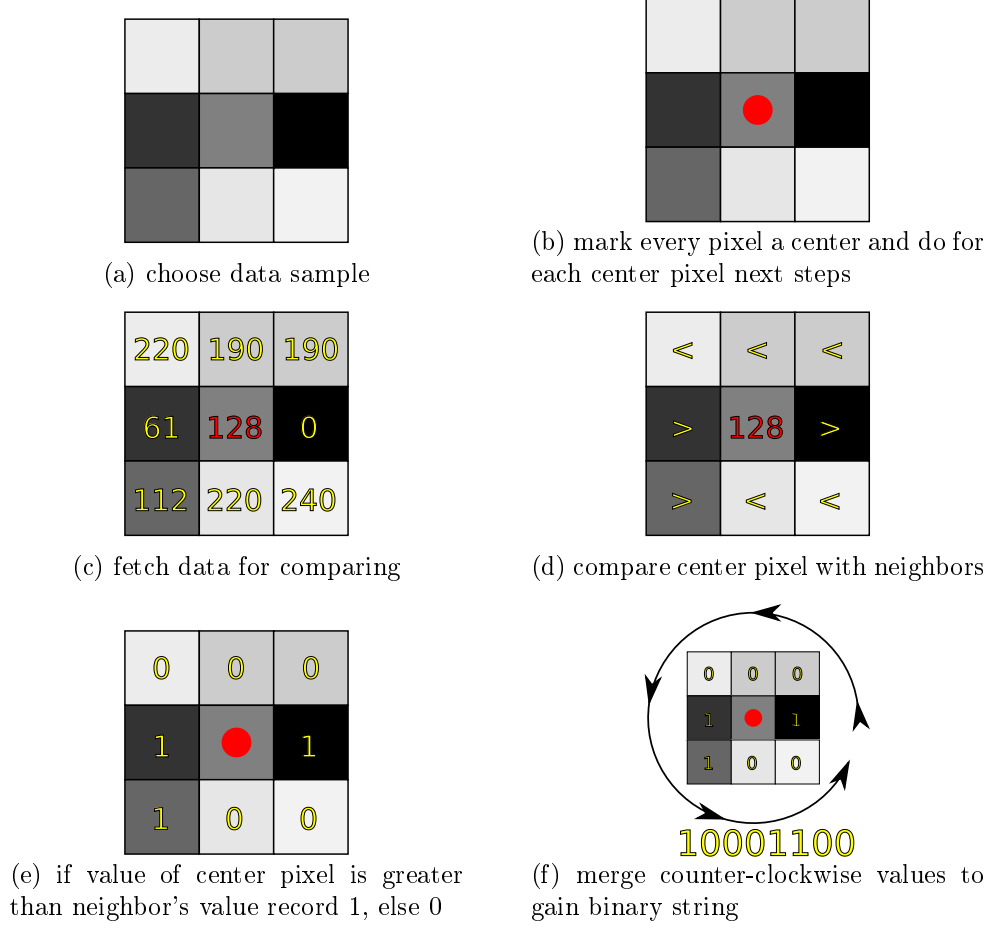 (a) choose data sample
(b) mark every pixel a center and do for
each center pixel next steps
220 190 190
61 128 0
112 220 240
(c) fetch data for comparing
< < <
> 128 >
> < <
(d) compare center pixel with neighbors
0 0 0
1 1
1 0 0
(e) if value of center pixel is greater
than neighbor's value record 1, else 0
0 0 0
1 1
1 0 0
10001100
(f) merge counter-clockwise values to
gain binary string